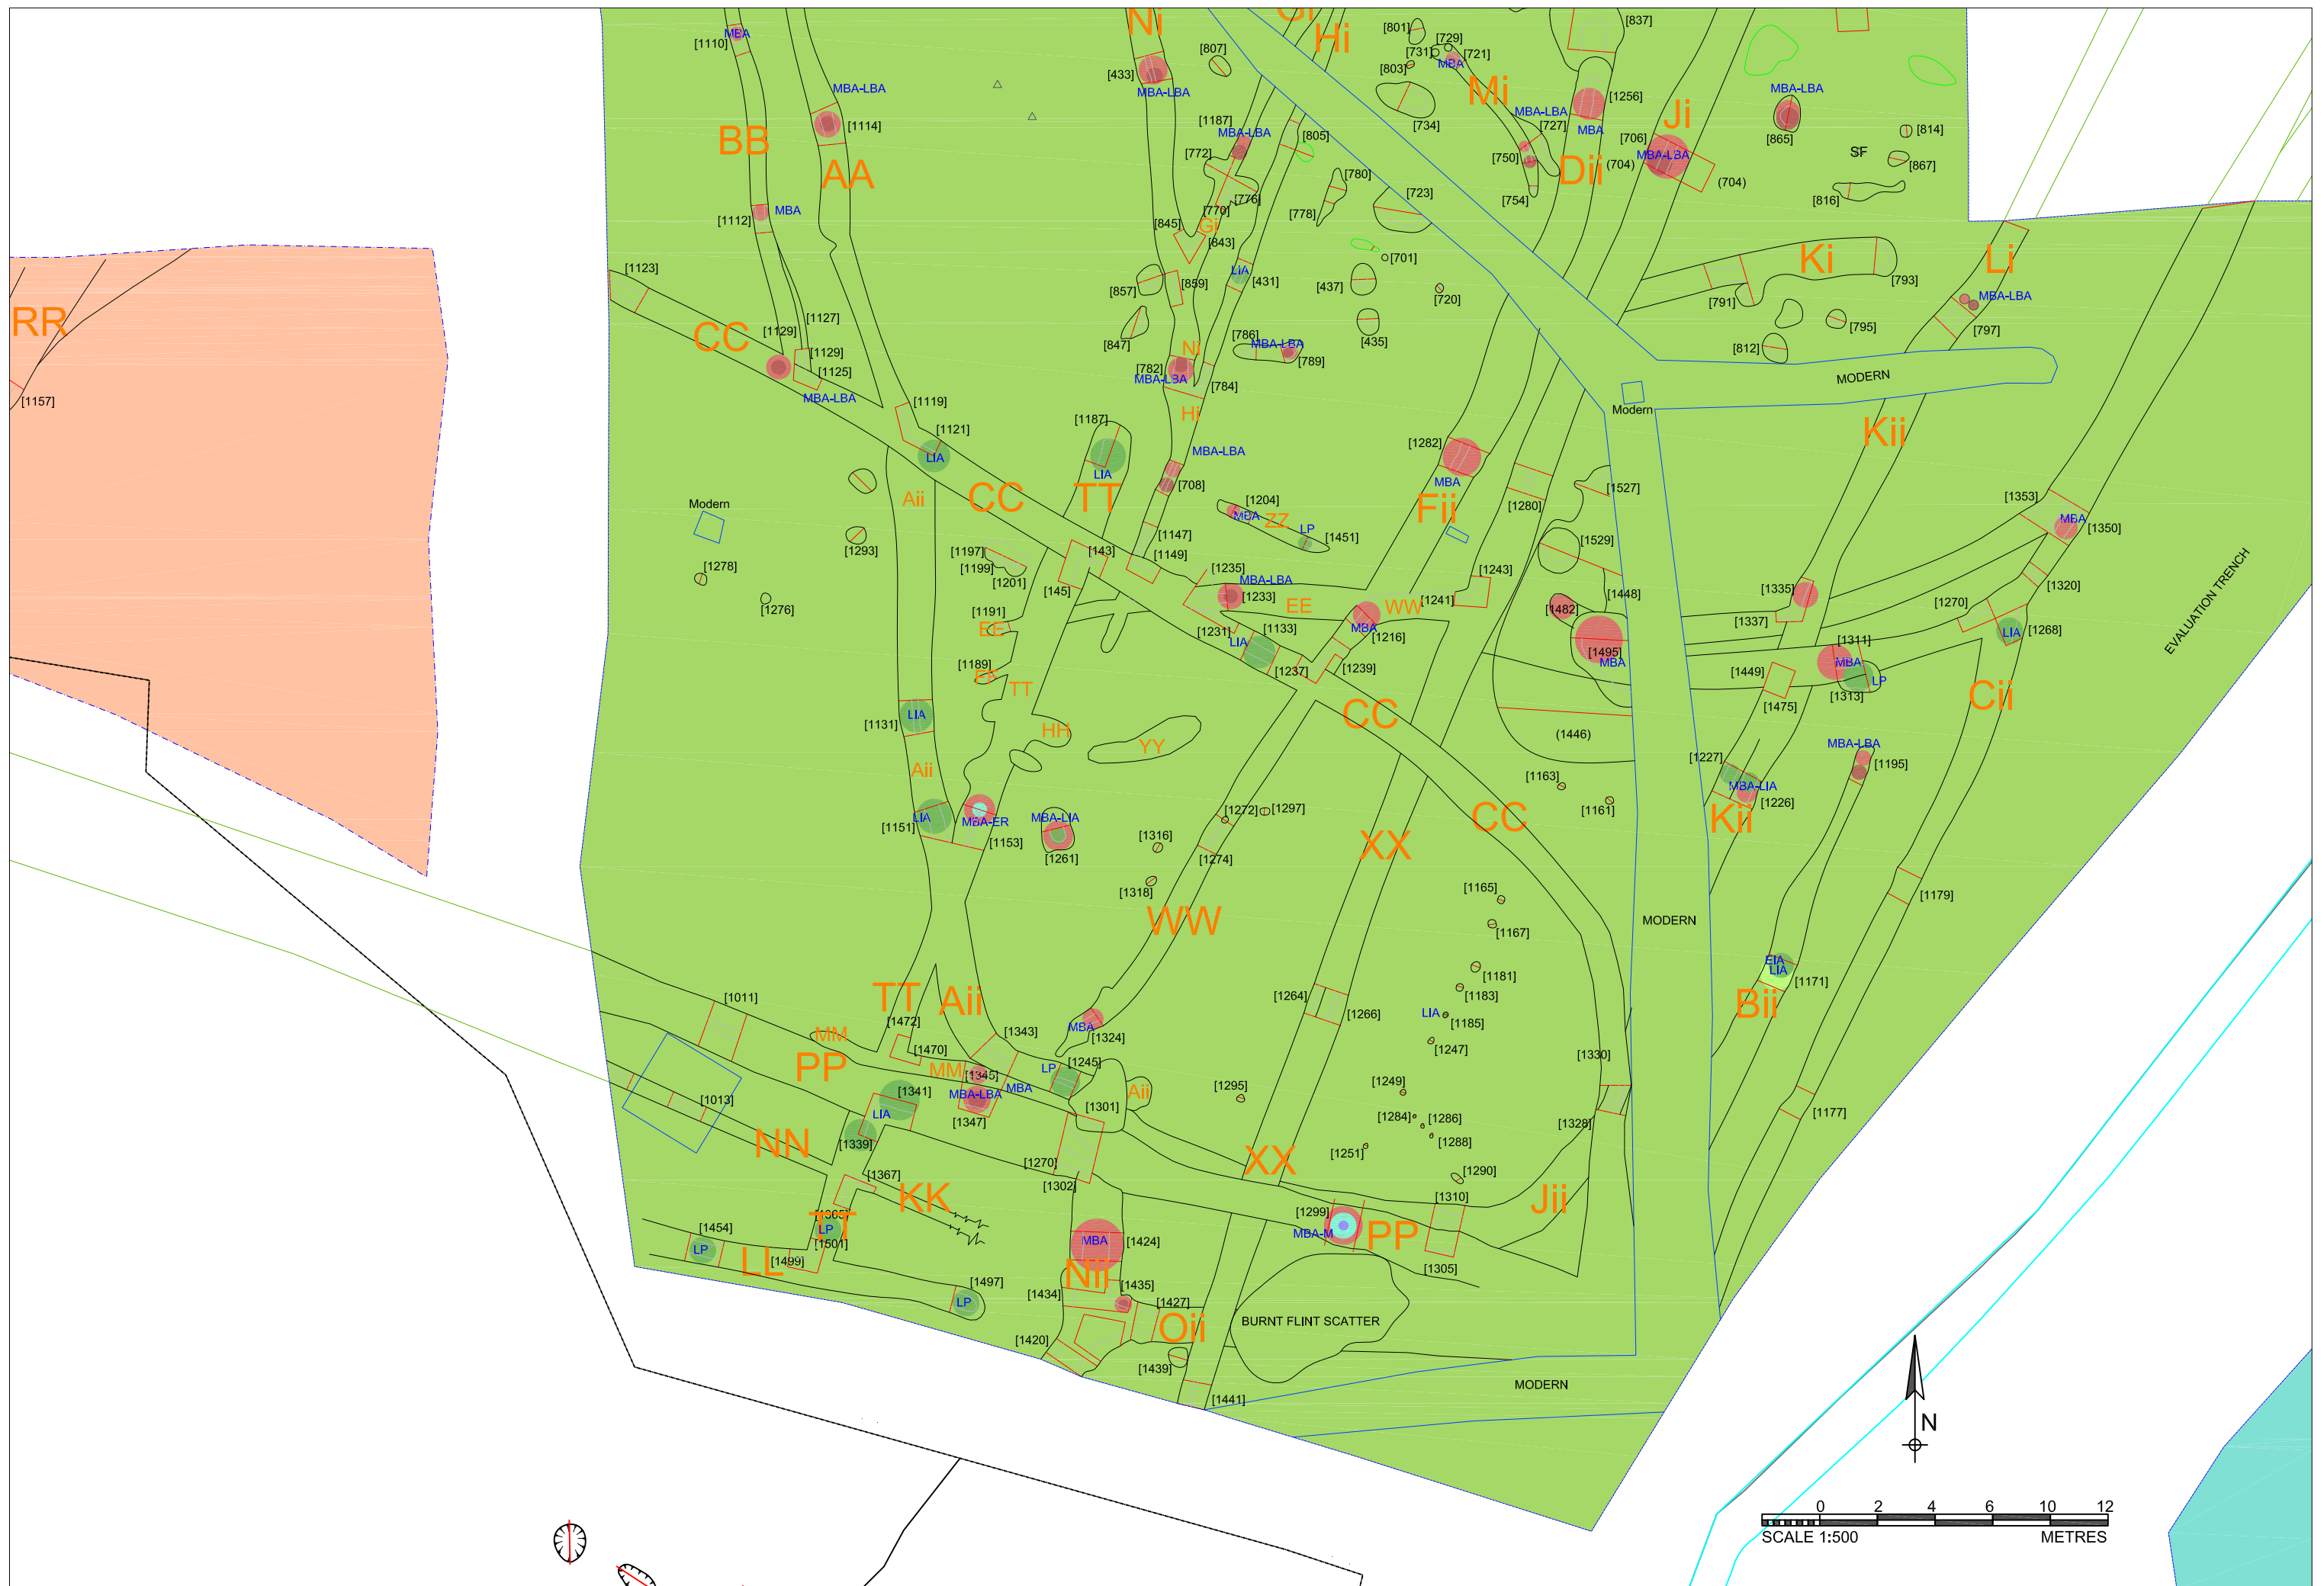 Ni
Gi
Hi
[801]
[729]
[837]
[1110]
MBA
[807]
[731]
[721]
MBA
[433]
[803]
MBA-LBA
Mi
MBA-LBA
MBA-LBA
[1256]
Ji
MBA-LBA
[1114]
[1187]
[734]
MBA-LBA
[727]
MBA
[865]
[814]
BB
MBA-LBA
[805]
[706]
SF
AA
[772]
[750]
MBA-LBA
[867]
Dii
(704)
(704)
[780]
[776]
[723]
[754]
[816]
[1112]
MBA
[770]
[778]
[845]
Gi
[843]
[701]
Ki
Li
[1123]
LIA
[431]
[857]
[859]
[437]
[720]
[791]
[793]
MBA-LBA
RR
[1127]
CC
[1129]
[847]
[786]
MBA-LBA
[435]
[795]
[797]
[1129]
Ni
[789]
[812]
[1125]
[782]
MBA-LBA
[784]
MODERN
[1157]
MBA-LBA
[1119]
Hi
Modern
[1121]
[1187]
[1282]
Kii
LIA
LIA
MBA-LBA
MBA
[708]
Aii
CC
TT
[1527]
[1353]
Modern
[1204]
MBA
ZZ
LP
Fii
[1280]
MBA
[1350]
[1293]
[1147]
[1451]
[1197]
[143]
[1149]
[1529]
[1199]
[1278]
[1201]
[145]
[1235]
MBA-LBA
[1243]
EVALUATION TRENCH
[1276]
[1233]
EE
WW
[1241]
[1448]
[1335]
[1320]
[1191]
[1482]
[1270]
EE
[1231]
[1133]
MBA
[1216]
[1337]
LIA
[1311]
LIA
[1268]
[1189]
[1237]
[1239]
[1495]
MBA
MBA
EE
[1449]
LP
TT
[1313]
Cii
[1475]
LIA
CC
[1131]
HH
YY
(1446)
MBA-LBA
[1227]
[1195]
Aii
[1163]
MBA-LIA
[1161]
[1226]
LIA
MBA-ER
MBA-LIA
[1272]
[1297]
CC
Kii
[1151]
[1153]
[1316]
XX
[1261]
[1274]
[1318]
[1165]
[1179]
WW
MODERN
[1167]
EIA
LIA
[1181]
[1171]
[1011]
TT
Aii
[1264]
[1183]
Bii
LIA
[1185]
[1472]
MBA
[1266]
MM
[1343]
[1324]
[1470]
[1247]
PP
MM
[1345]
LP
[1245]
[1330]
[1341]
MBA-LBA
MBA
Aii
[1295]
[1249]
[1013]
LIA
[1347]
[1301]
[1284]
[1286]
[1328]
[1177]
NN
[1339]
[1288]
[1251]
[1270]
XX
[1367]
[1302]
[1290]
KK
[1310]
Jii
TT
LP
[1299]
[1454]
[1501]
MBA-M
PP
LP
LL
[1499]
MBA
[1424]
Nii
[1305]
[1497]
[1435]
LP
[1434]
[1427]
Oii
BURNT FLINT SCATTER
[1420]
[1439]
MODERN
[1441]
N
0 2 4 6 10 12
SCALE 1:500 METRES